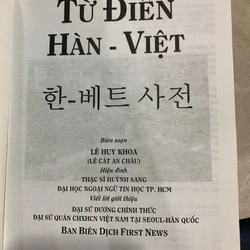 TỪ ĐIỂN
HÀN - VIỆT
한-베트 사전
Biên soạn
LÊ HUY KHOA
(LÊ CÁT AN CHÂU)
Hiệu đính
THẠC SĨ HUỲNH SANG
ĐẠI HỌC NGOẠI NGỮ TIN HỌC TP. HCM
Viết lời giới thiệu
ĐẠI SỨ DƯƠNG CHÍNH THỨC
ĐẠI SỨ QUÁN CHXHCN VIỆT NAM TẠI SEOUL-HÀN QUỐC
BAN BIÊN DỊCH FIRST NEWS